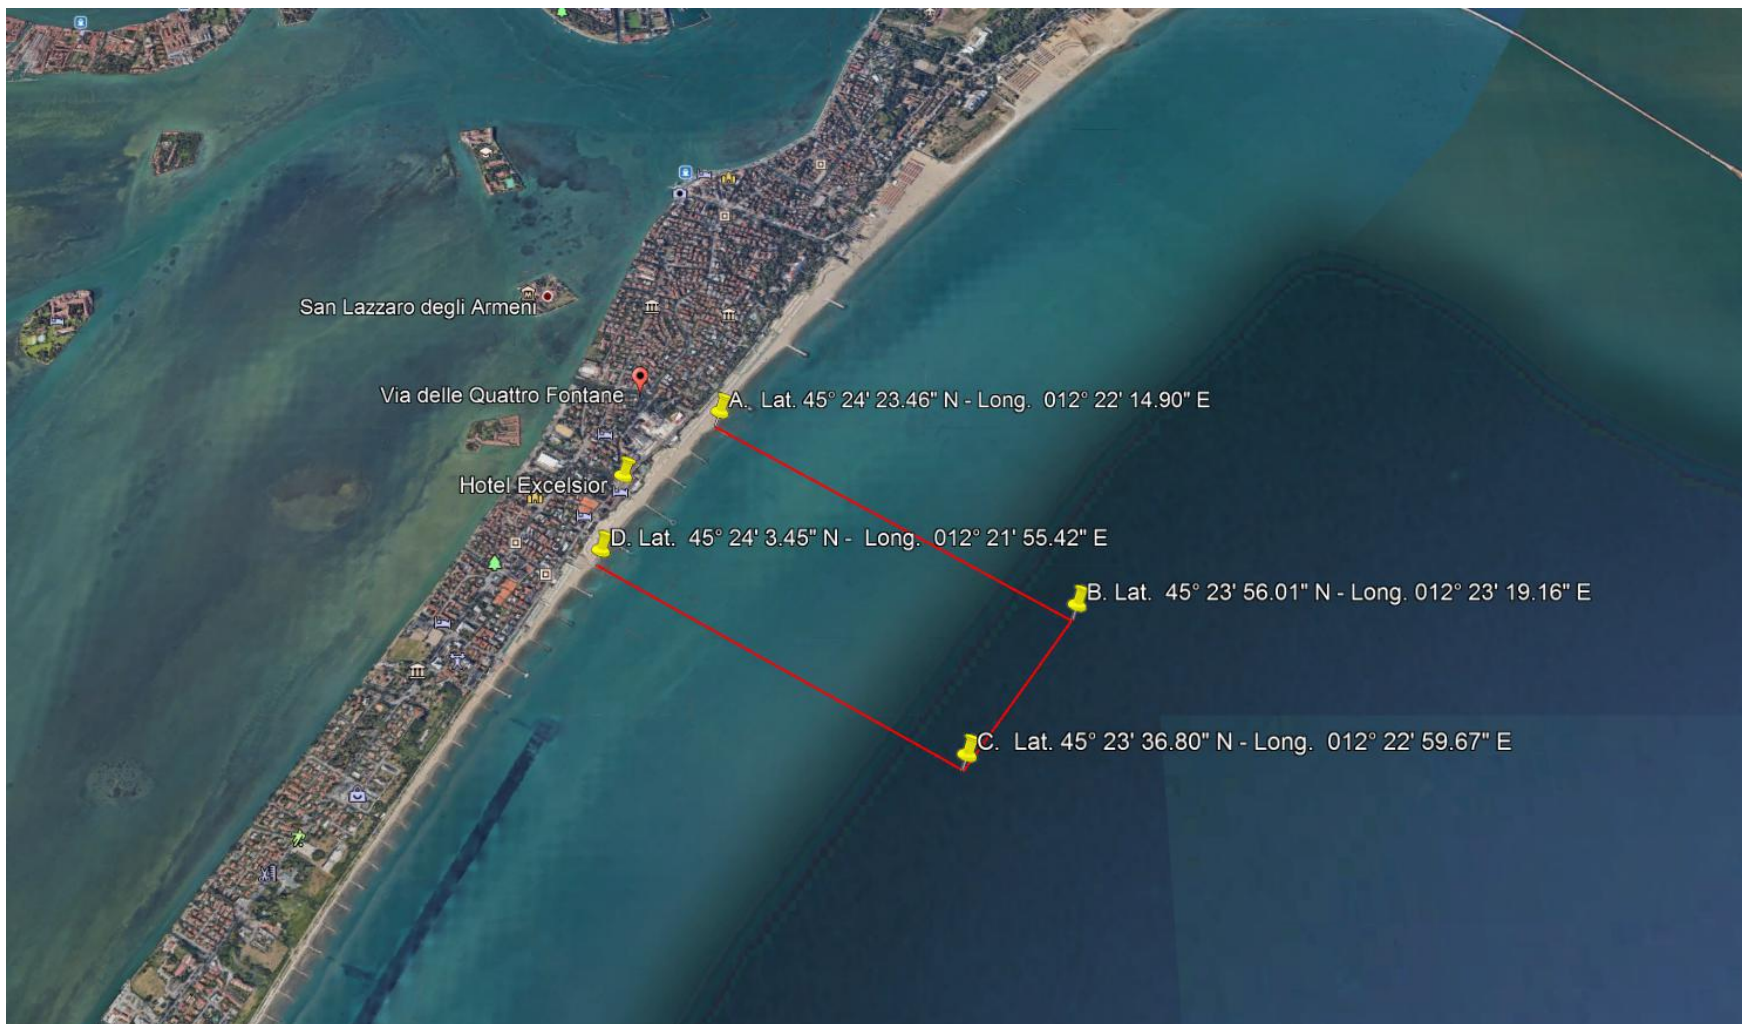 San Lazzaro degli Armeni
Via delle Quattro Fontane
A.  Lat. 45° 24' 23.46" N - Long.  012° 22' 14.90" E
Hotel Excelsior
D. Lat.  45° 24' 3.45" N -  Long.  012° 21' 55.42" E
B. Lat.  45° 23' 56.01" N - Long. 012° 23' 19.16" E
C.  Lat. 45° 23' 36.80" N - Long.  012° 22' 59.67" E